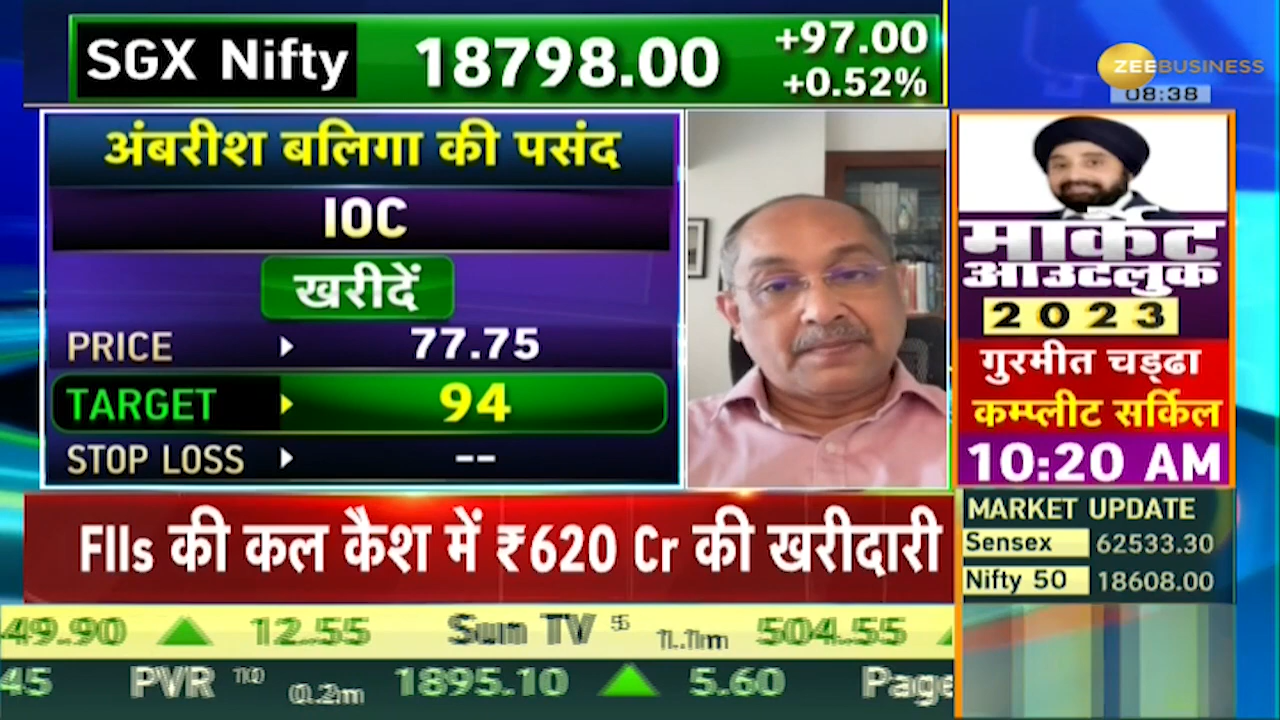 SGX Nifty 18798.00 +97.00
+0.52%
ZEEBUSINESS
08:38
अंबरीश बलिगा की पसंद
IOC
खरीदें
PRICE 77.75
TARGET 94
STOP LOSS --
मार्केट
आउटलुक
2023
गुरमीत चड्ढा
कम्प्लीट सर्किल
10:20 AM
FIIs की कल कैश में ₹620 Cr की खरीदारी
MARKET UPDATE
Sensex 62533.30
Nifty 50 18608.00
49.90 12.55 Sun TV 504.55
45 PVR 1895.10 5.60 Page